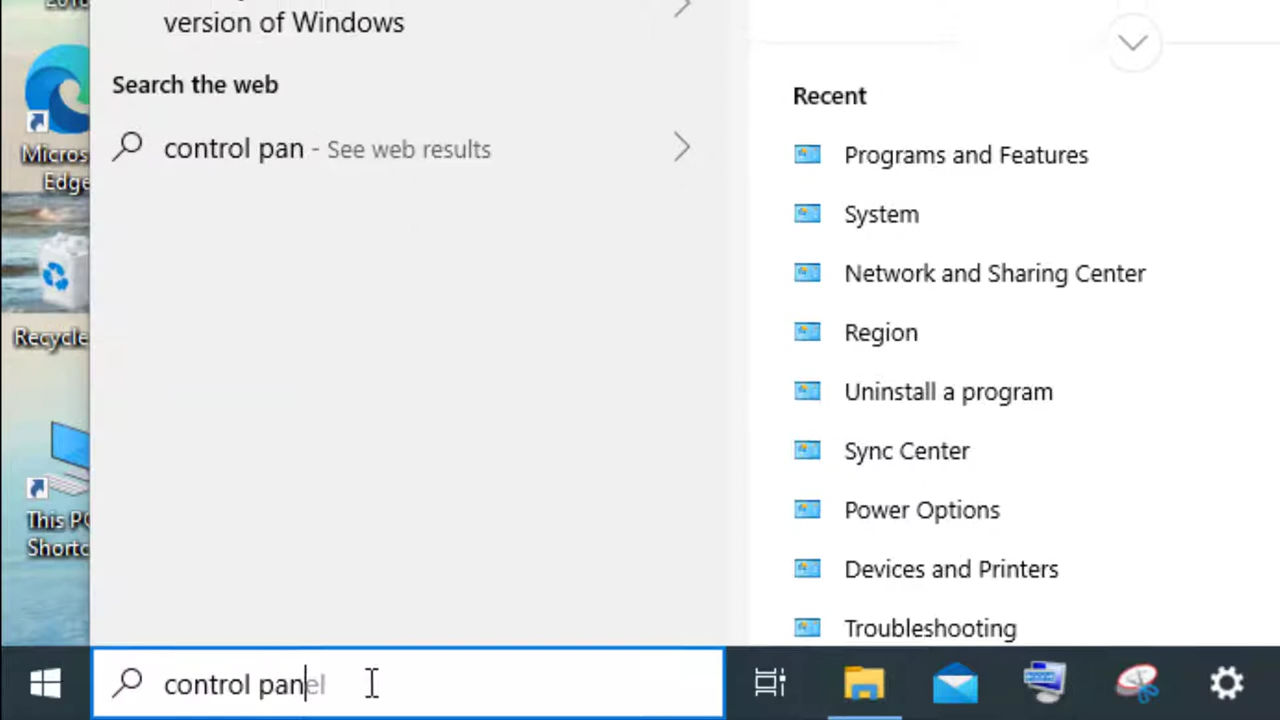 version of Windows
Search the web
control pan - See web results
Micros
Edge
Recycle
This P
Shortc
Recent
Programs and Features
System
Network and Sharing Center
Region
Uninstall a program
Sync Center
Power Options
Devices and Printers
Troubleshooting
control panel